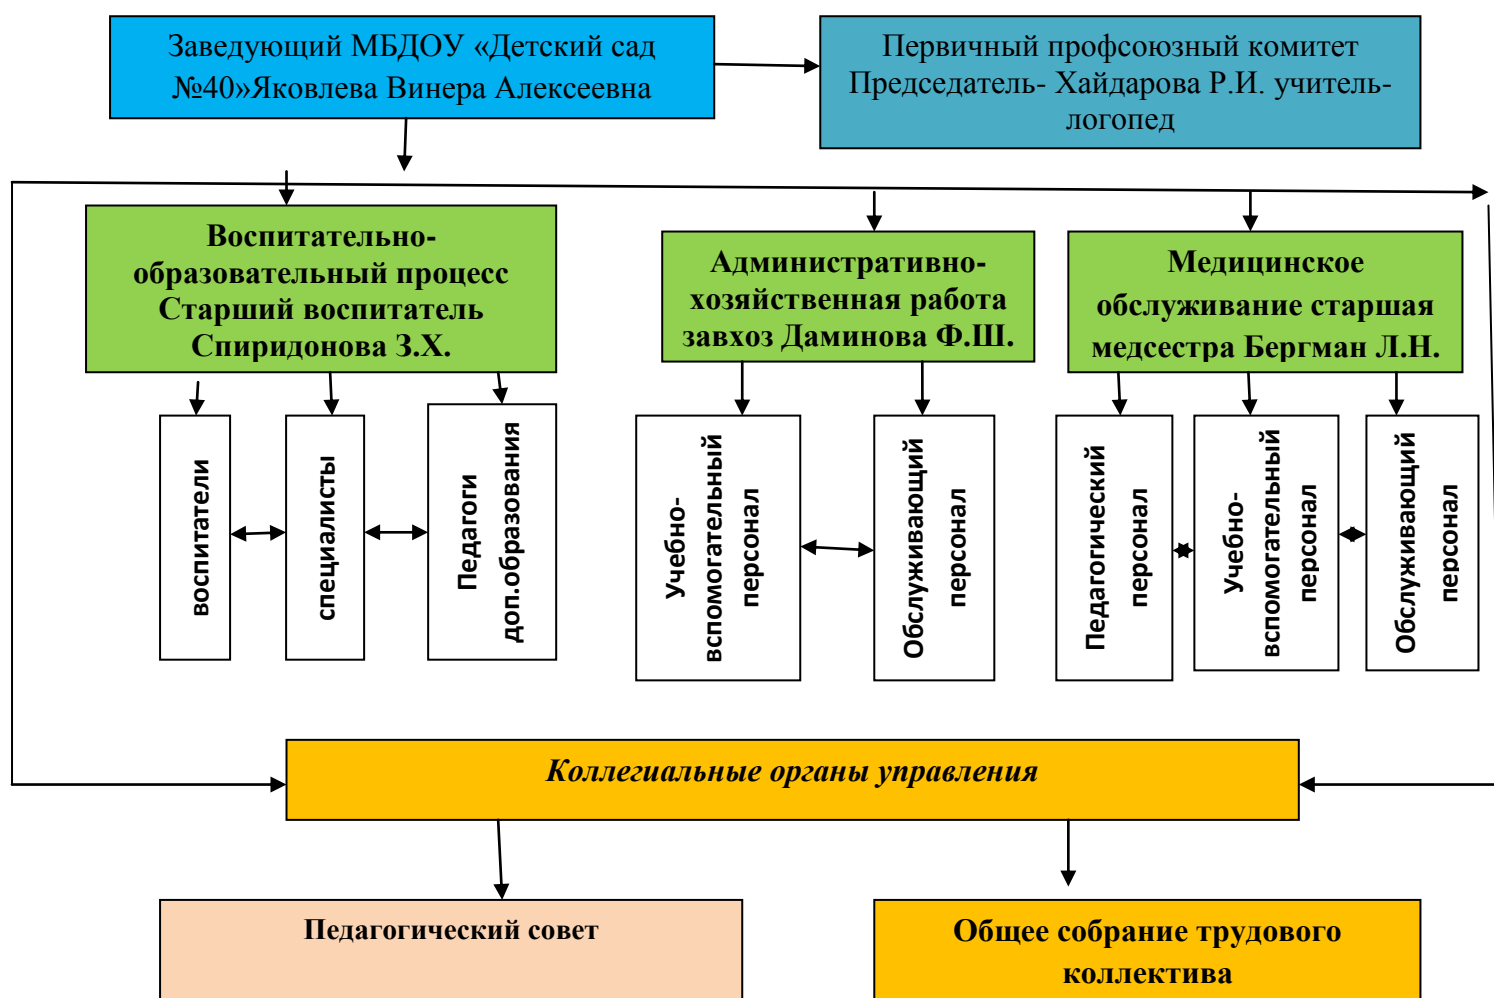 Заведующий МБДОУ «Детский сад
№40»Яковлева Винера Алексеевна
Первичный профсоюзный комитет
Председатель- Хайдарова Р.И. учитель-
логопед
Воспитательно-
образовательный процесс
Старший воспитатель
Спиридонова З.Х.
Административно-
хозяйственная работа
завхоз Даминова Ф.Ш.
Медицинское
обслуживание старшая
медсестра Бергман Л.Н.
воспитатели
специалисты
Педагоги
доп.образования
Учебно-
вспомогательный
персонал
Обслуживающий
персонал
Педагогический
персонал
Учебно-
вспомогательный
персонал
Обслуживающий
персонал
Коллегиальные органы управления
Педагогический совет
Общее собрание трудового
коллектива